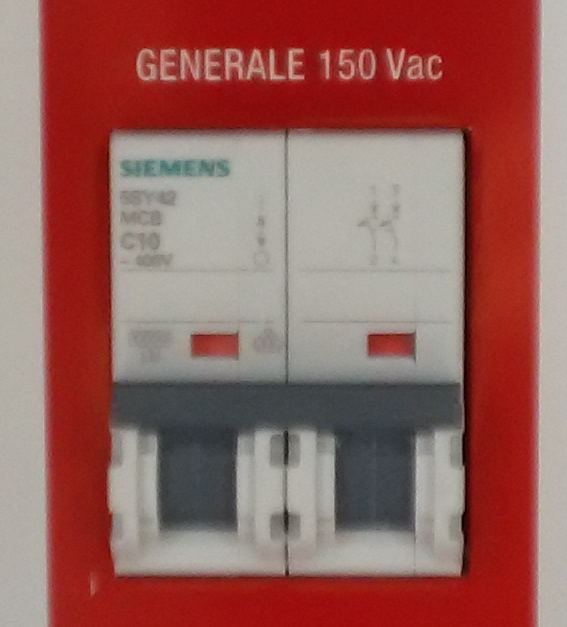 GENERALE 150 Vac
SIEMENS
5SY42
MCB
C10
~ 400V